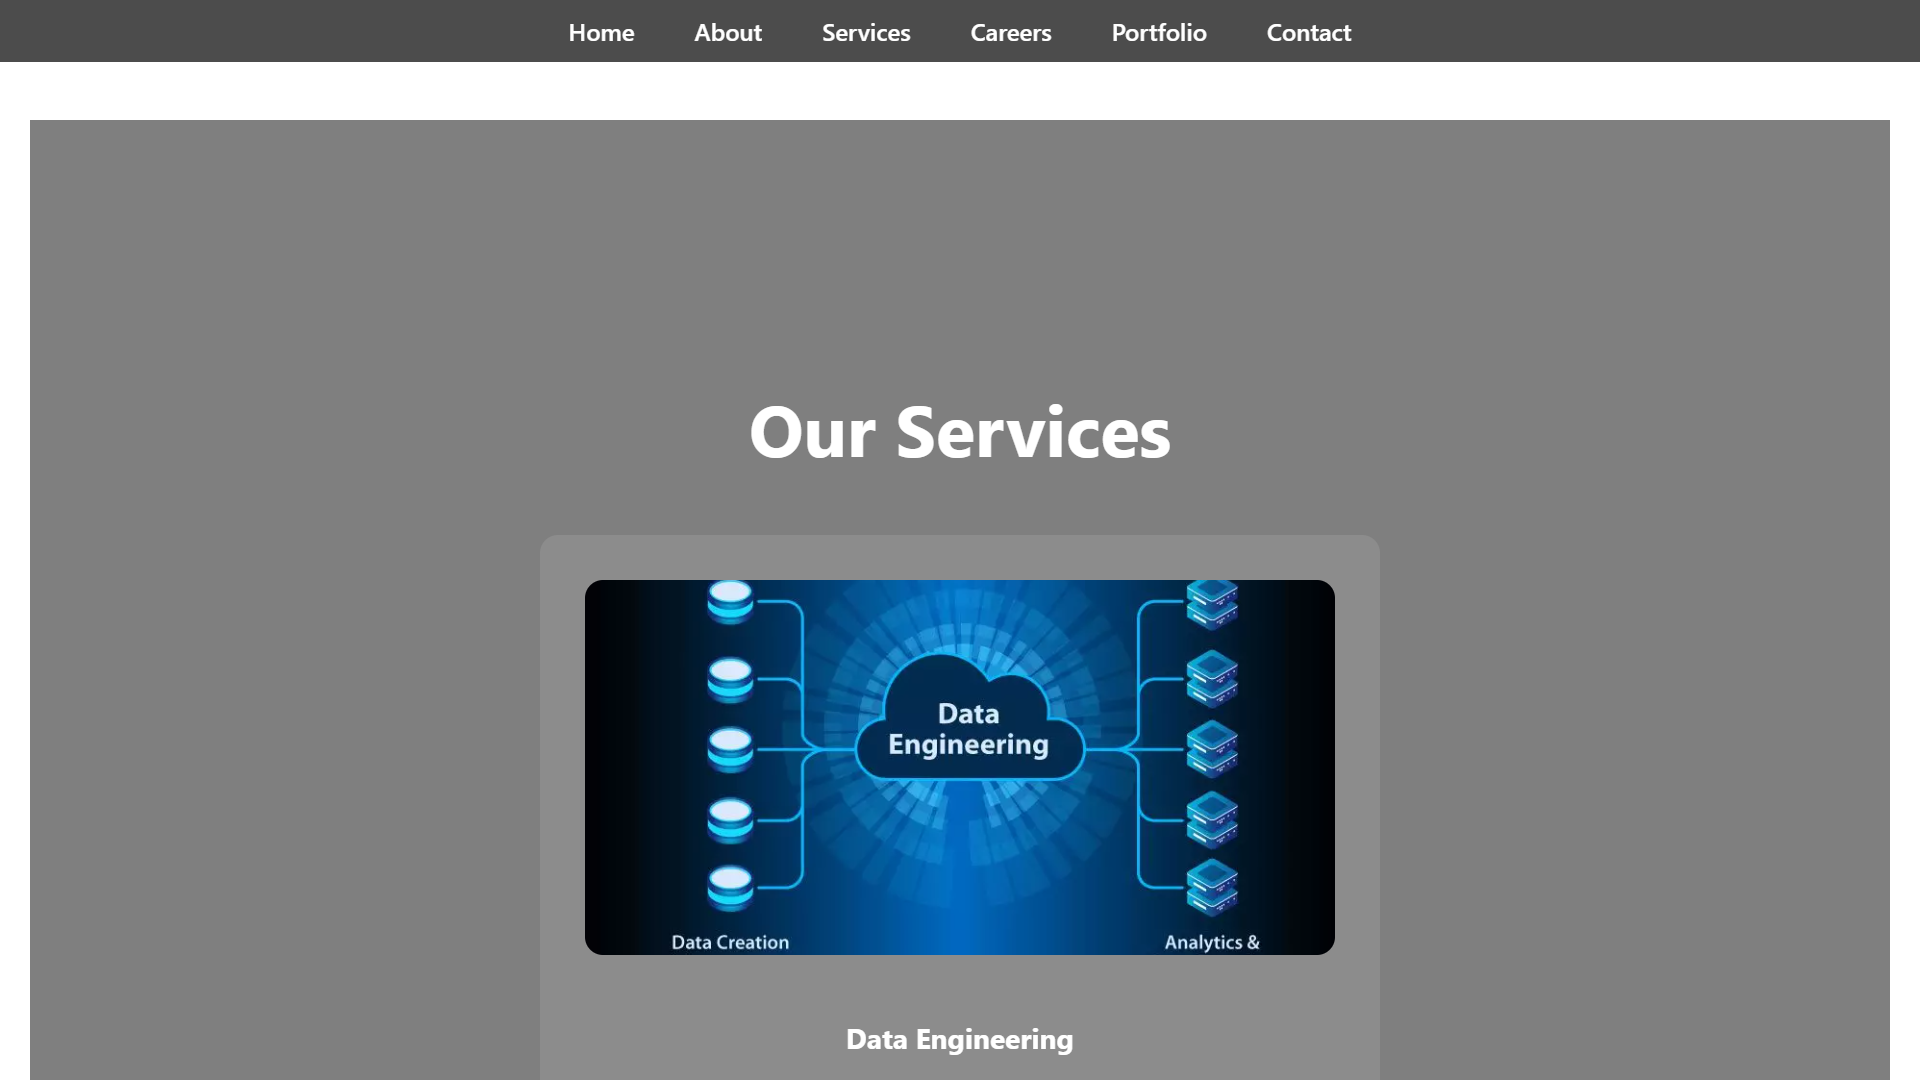 Home About Services Careers Portfolio Contact
Our Services
Data
Engineering
Data Creation
Analytics &
Data Engineering